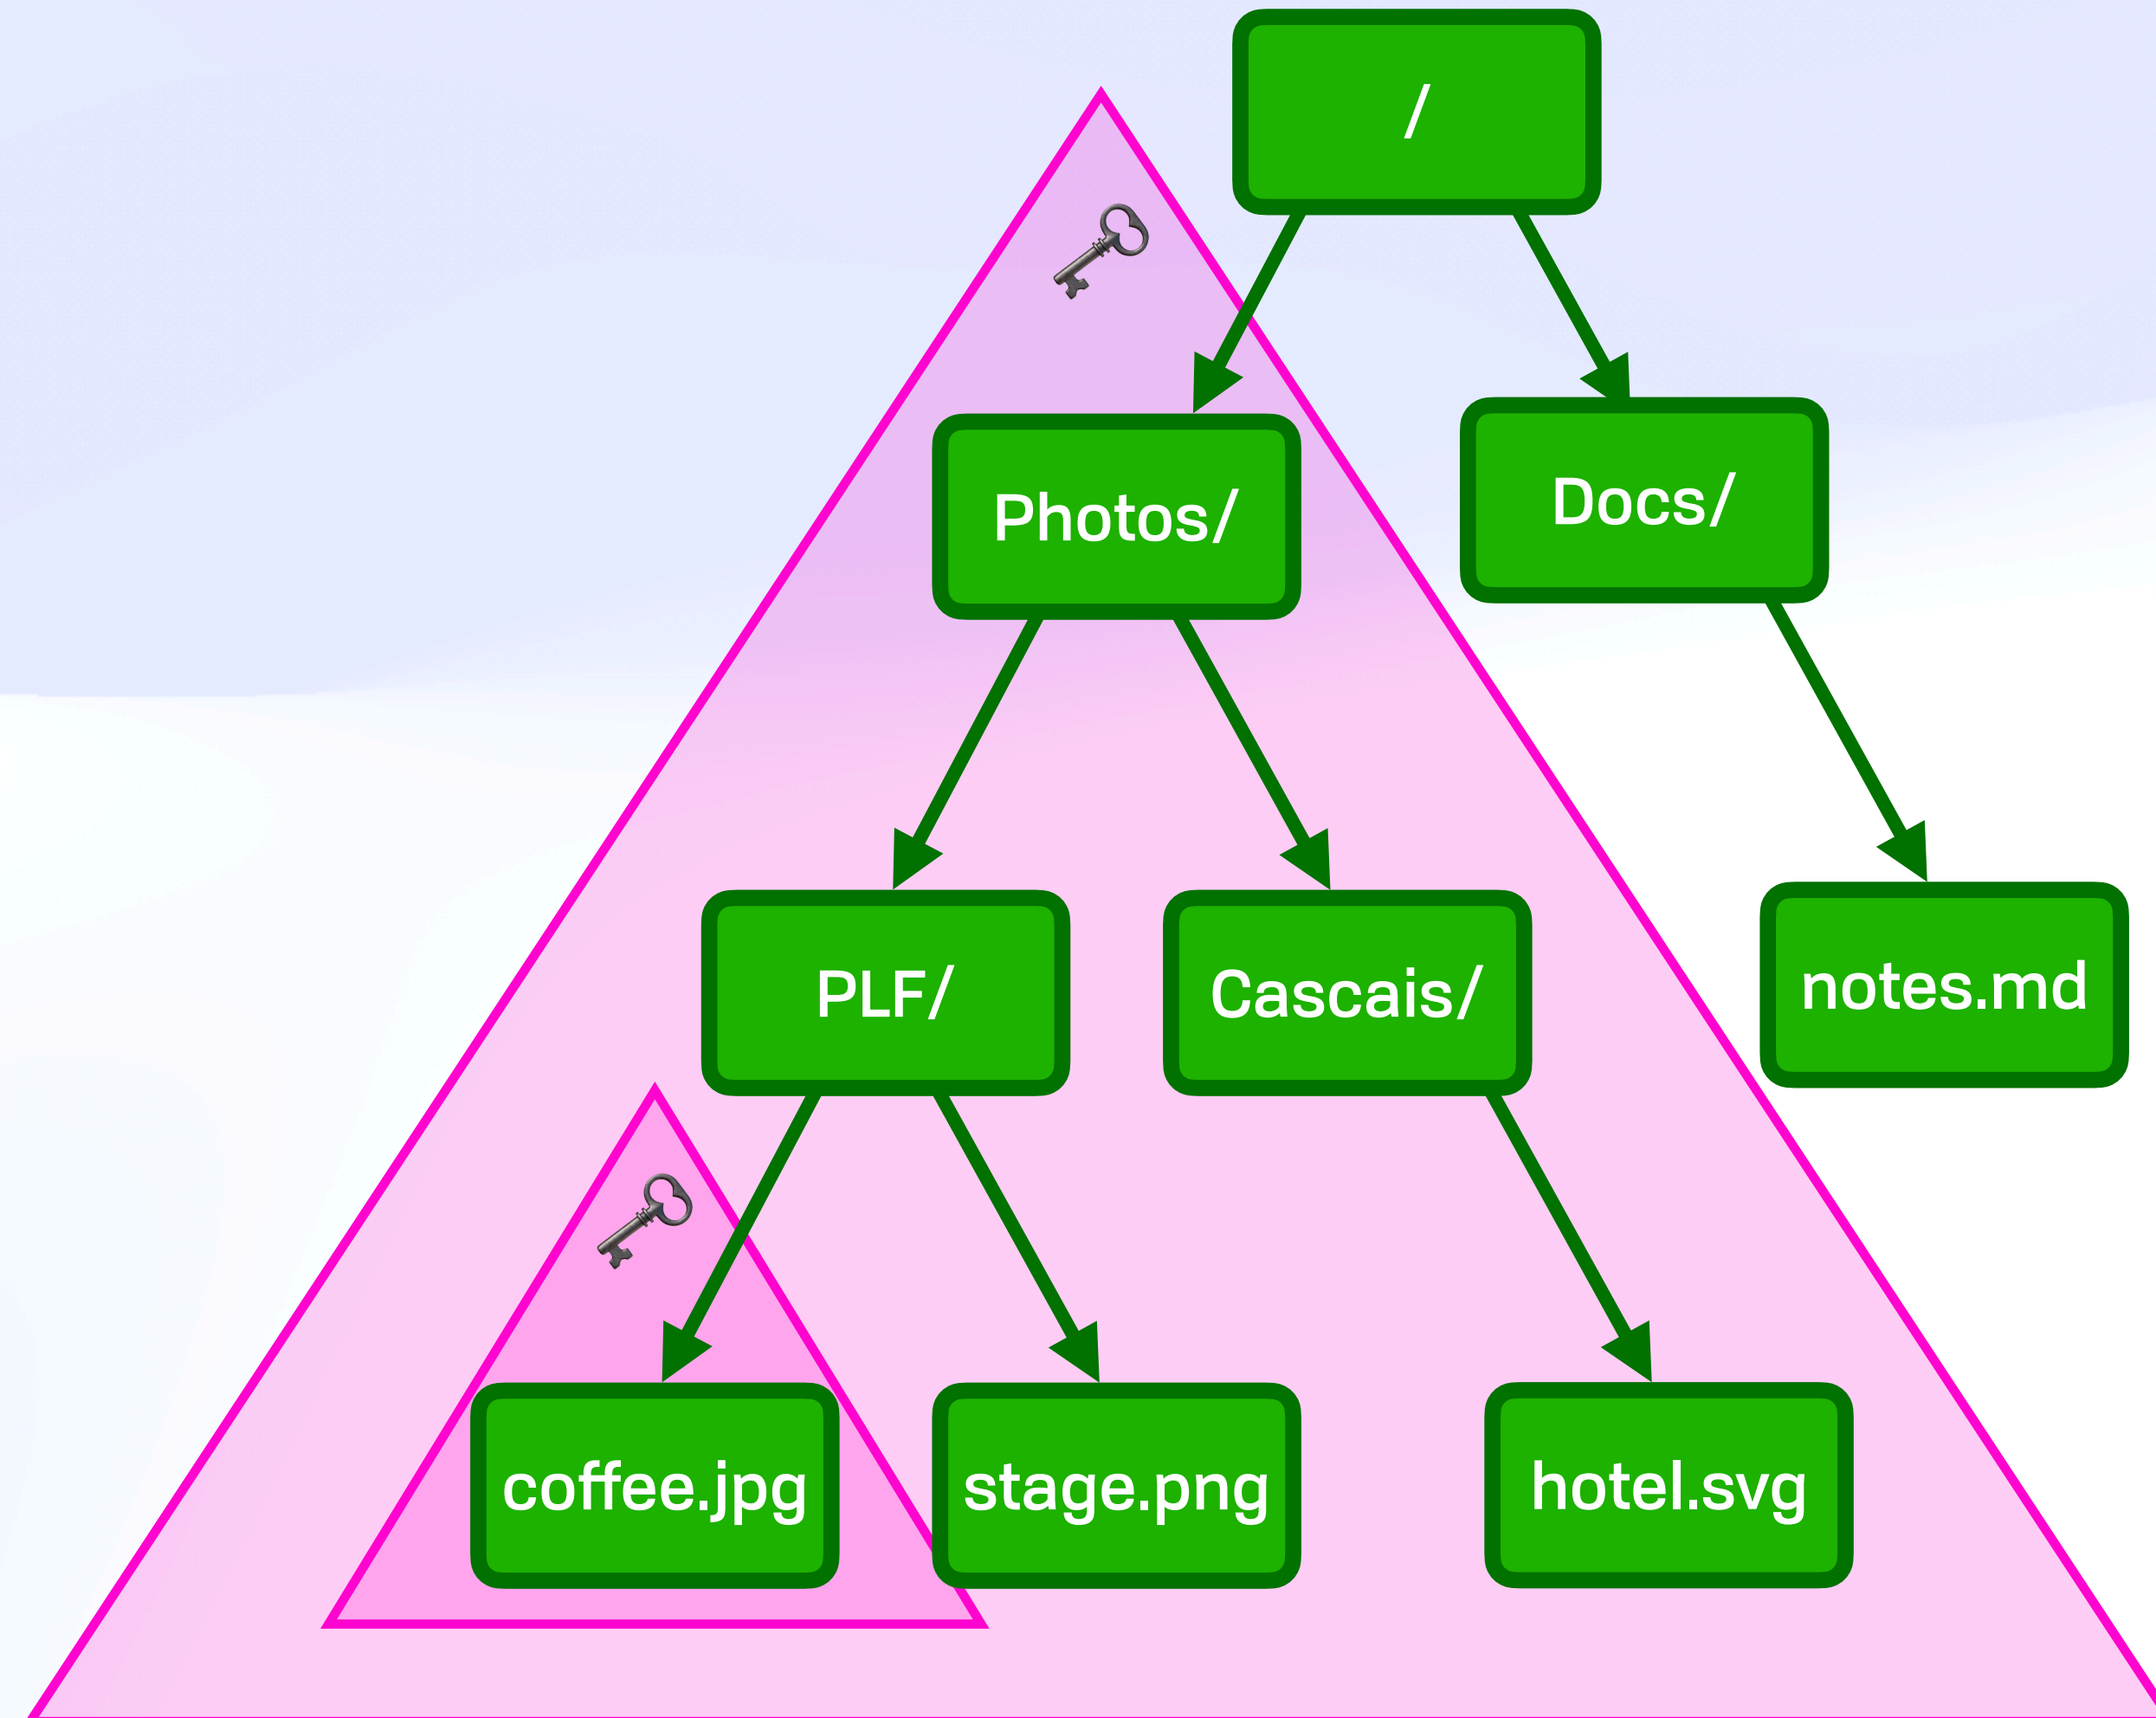 /
Photos/
Docs/
PLF/
Cascais/
notes.md
coffee.jpg
stage.png
hotel.svg